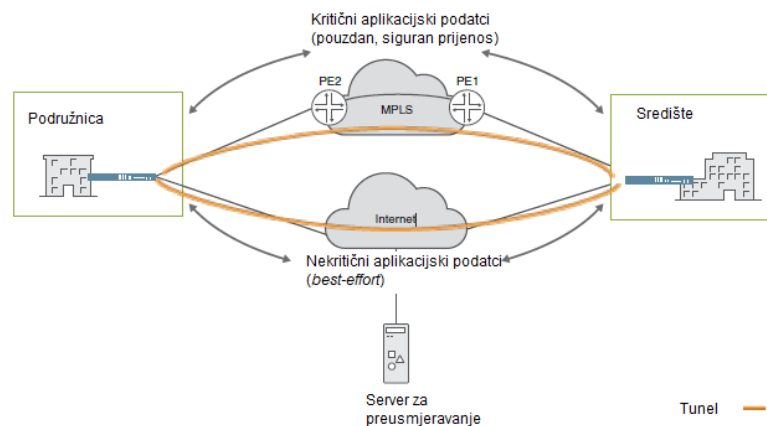 Kritični aplikacijski podatci
(pouzdan, siguran prijenos)
PE2
PE1
MPLS
Podružnica
Središte
Internet
Nekritični aplikacijski podatci
(best-effort)
Server za
preusmjeravanje
Tunel